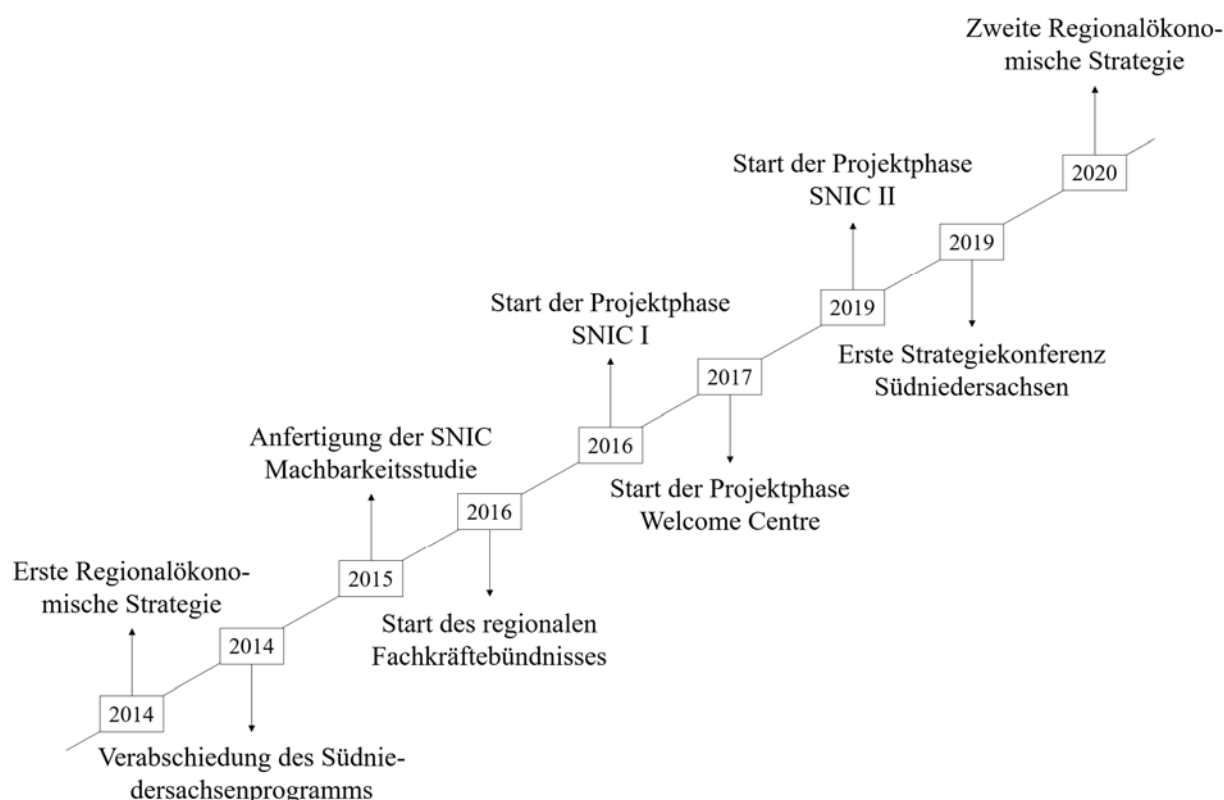 Zweite Regionalökono-
mische Strategie
2020
Start der Projektphase
SNIC II
2019
2019
Erste Strategiekonferenz
Südniedersachsen
Start der Projektphase
SNIC I
2017
2016
Start der Projektphase
Welcome Centre
Anfertigung der SNIC
Machbarkeitsstudie
2016
2015
Start des regionalen
Fachkräftebündnisses
Erste Regionalökono-
mische Strategie
2014
2014
Verabschiedung des Südnie-
dersachsenprogramms